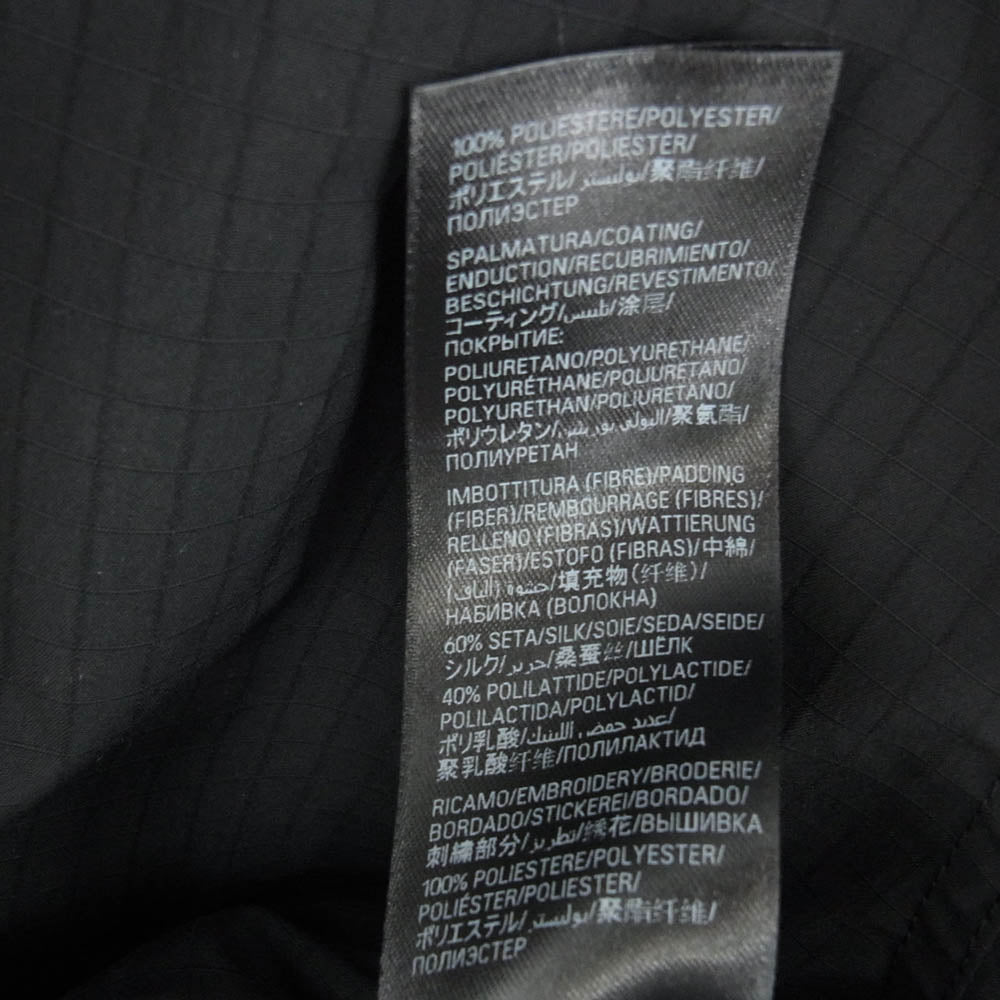 100% POLIESTERE/POLYESTER/
POLIÉSTER/POLIESTER/
ポリエステル/بوليستر/聚酯纤维/
ПОЛИЭСТЕР
SPALMATURA/COATING/
ENDUCTION/RECUBRIMIENTO/
BESCHICHTUNG/REVESTIMENTO/
コーティング/تلبيس/涂层/
ПОКРЫТИЕ:
POLIURETANO/POLYURETHANE/
POLYURÉTHANE/POLIURETANO/
POLYURETHAN/POLIURETANO/
ポリウレタン/البولي يوريثين/聚氨酯/
ПОЛИУРЕТАН
IMBOTTITURA (FIBRE)/PADDING
(FIBER)/REMBOURRAGE (FIBRES)/
RELLENO (FIBRAS)/WATTIERUNG
(FASER)/ESTOFO (FIBRAS)/中綿/
حشوة (ألياف)/填充物(纤维)/
НАБИВКА (ВОЛОКНА)
60% SETA/SILK/SOIE/SEDA/SEIDE/
シルク/حرير/桑蚕丝/ШЁЛК
40% POLILATTIDE/POLYLACTIDE/
POLILACTIDA/POLYLACTID/
ポリ乳酸/عديد حمض اللبنيك/
聚乳酸纤维/ПОЛИЛАКТИД
RICAMO/EMBROIDERY/BRODERIE/
BORDADO/STICKEREI/BORDADO/
刺繍部分/تطريز/绣花/ВЫШИВКА
100% POLIESTERE/POLYESTER/
POLIÉSTER/POLIESTER/
ポリエステル/بوليستر/聚酯纤维/
ПОЛИЭСТЕР